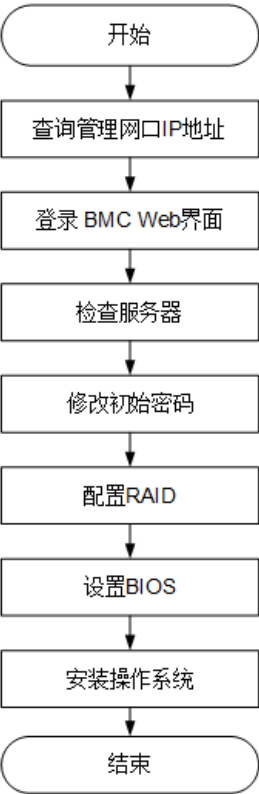 开始
查询管理网口IP地址
登录 BMC Web界面
检查服务器
修改初始密码
配置RAID
设置BIOS
安装操作系统
结束